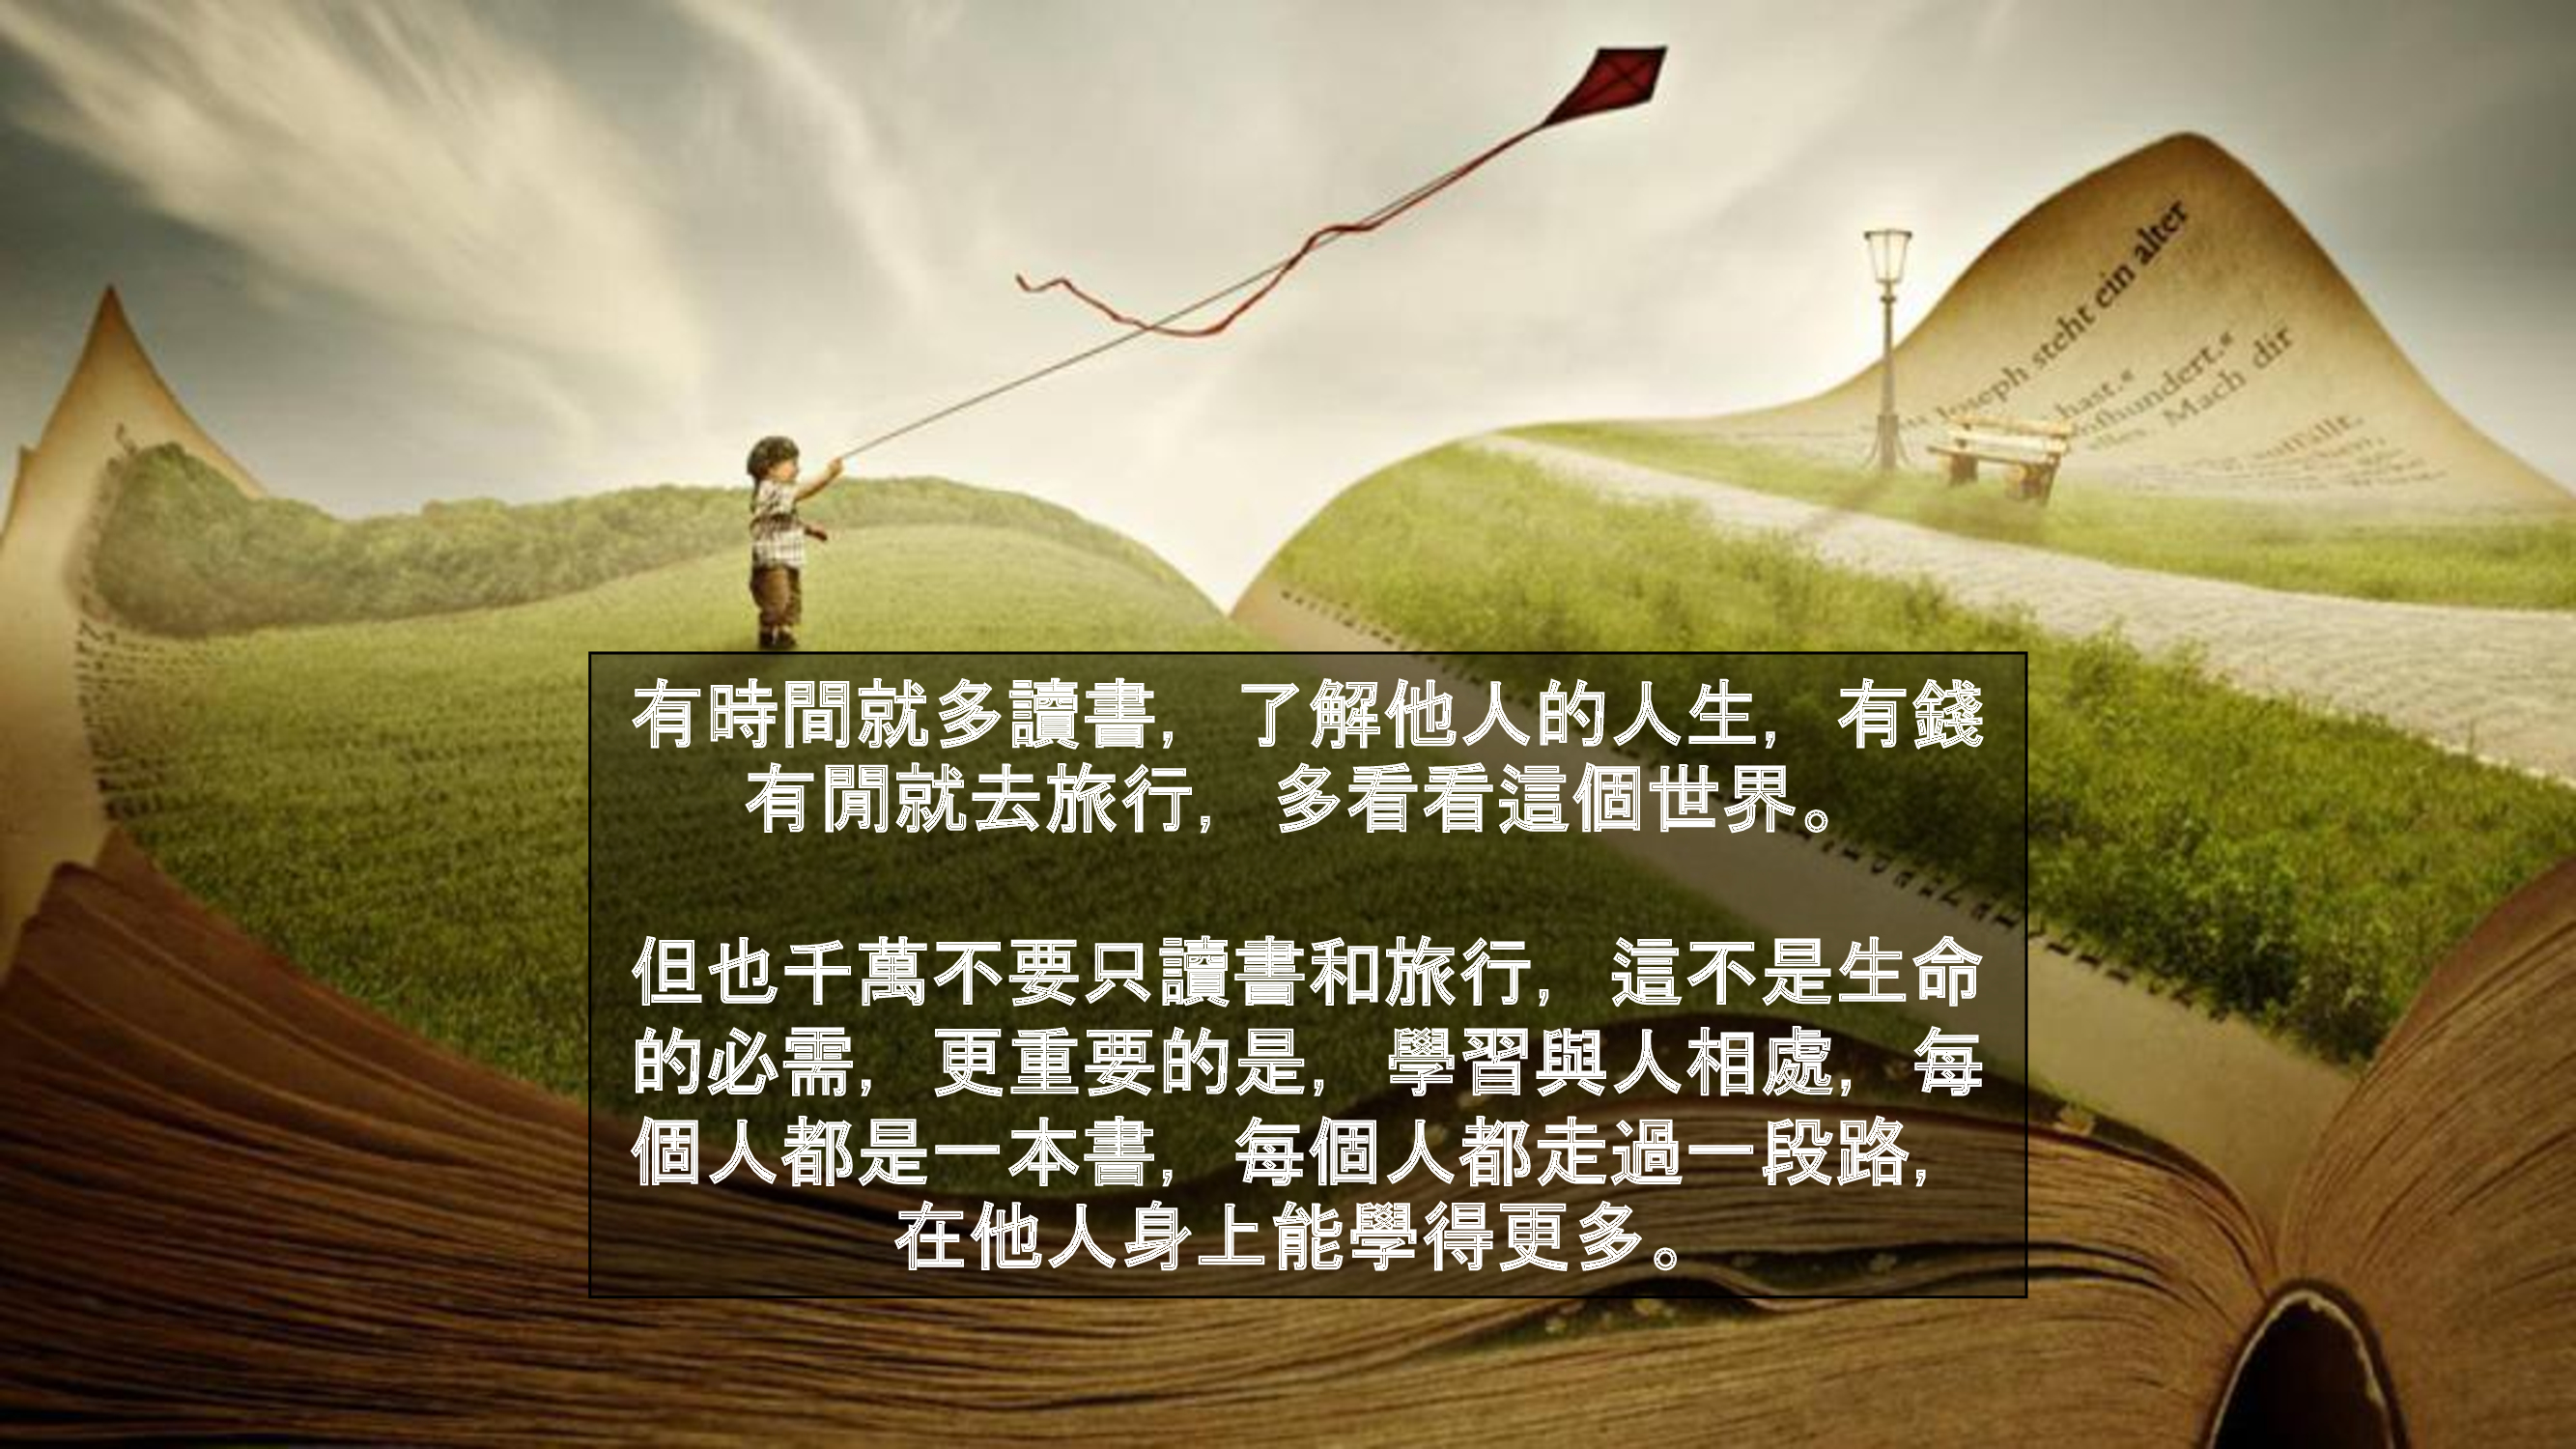 steht ein alter
hast.«
Mach dir
有時間就多讀書，了解他人的人生，有錢
有閒就去旅行，多看看這個世界。
但也千萬不要只讀書和旅行，這不是生命
的必需，更重要的是，學習與人相處，每
個人都是一本書，每個人都走過一段路，
在他人身上能學得更多。